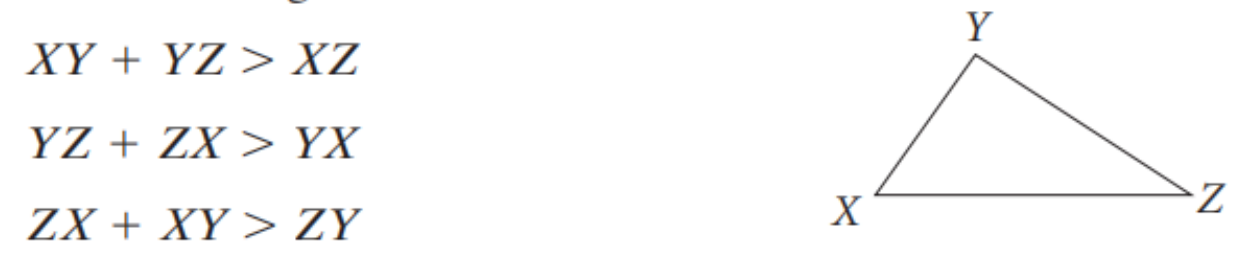 XY + YZ > XZ
YZ + ZX > YX
ZX + XY > ZY
Y
X
Z